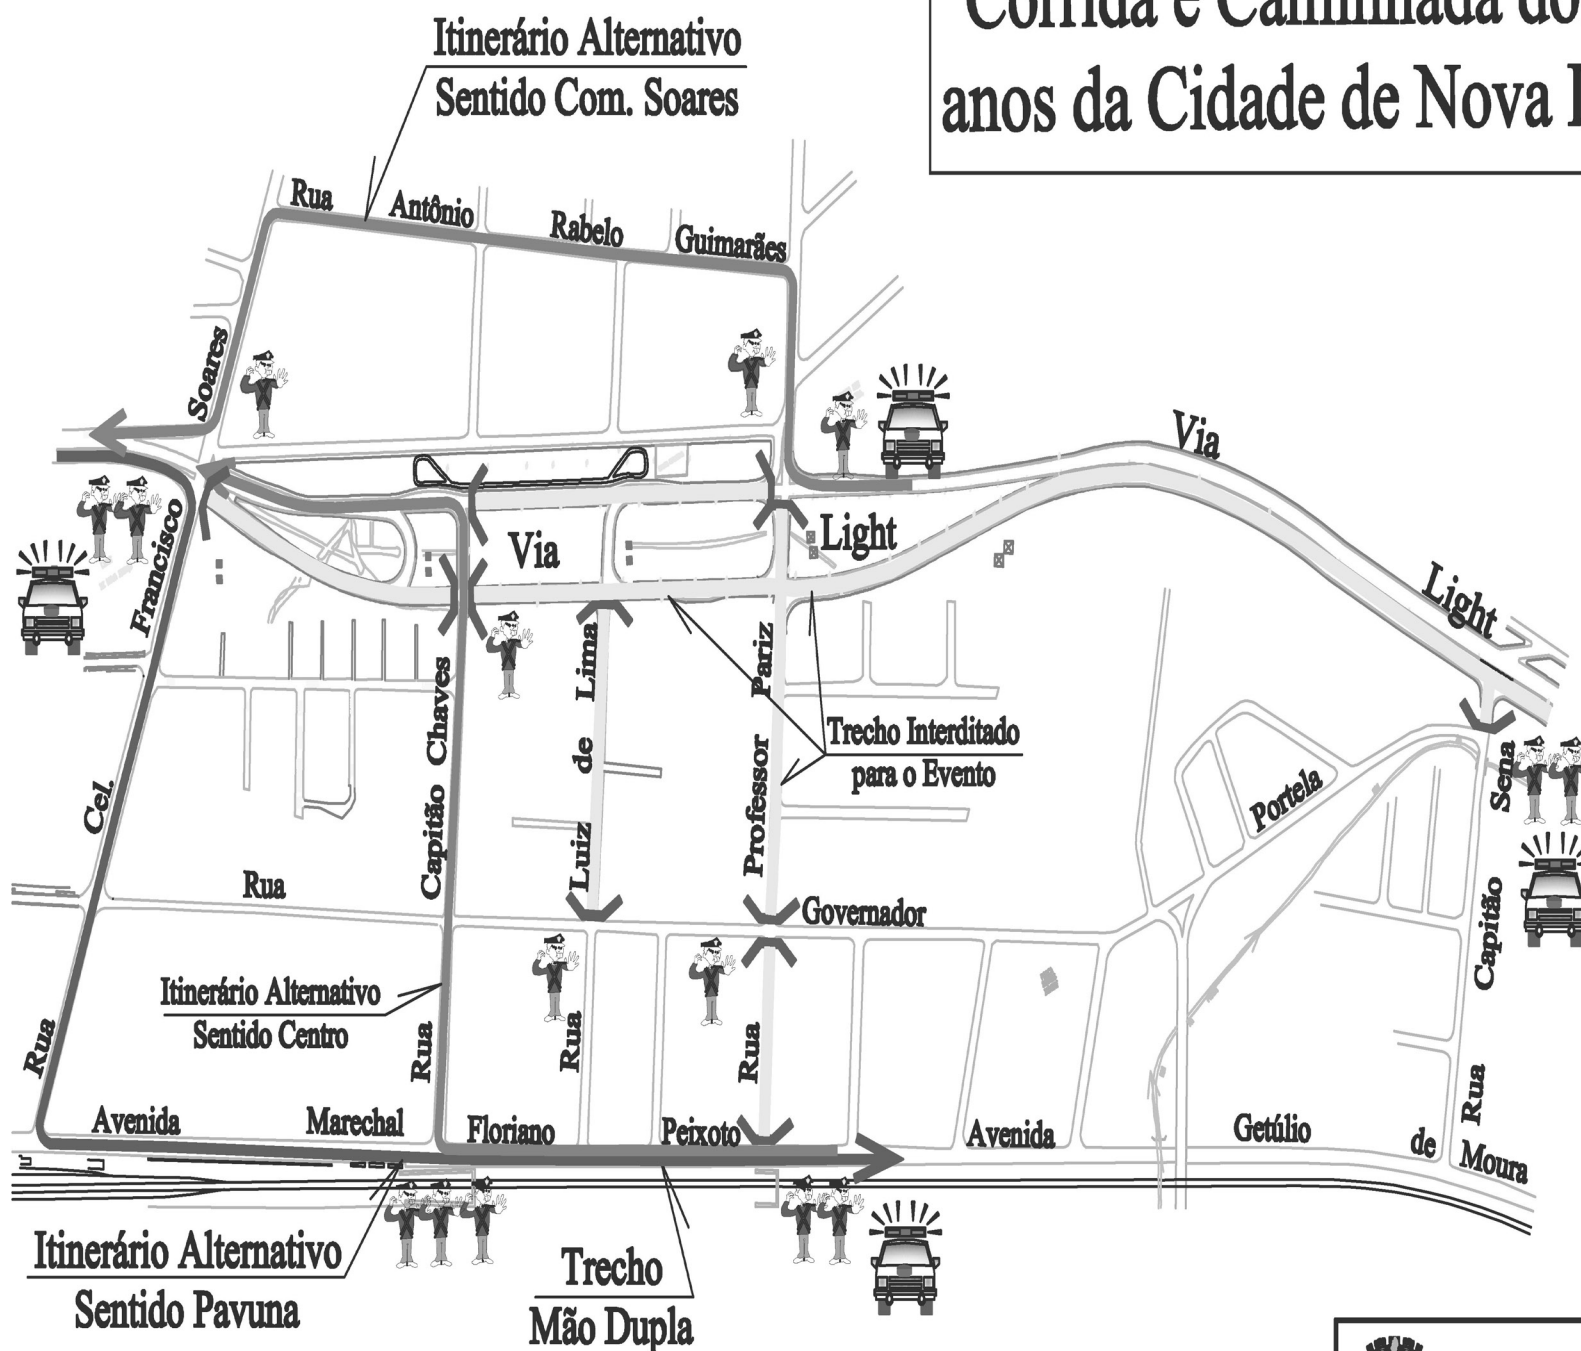 Corrida e Caminhada do
anos da Cidade de Nova
Itinerário Alternativo
Sentido Com. Soares
Rua Antônio Rabelo Guimarães
Soares
Via
Francisco
Via Light
Light
Lima
Pariz
Chaves
Trecho Interditado
para o Evento
de
Professor
Sena
Cel.
Capitão
Portela
Luiz
Rua
Governador
Capitão
Itinerário Alternativo
Sentido Centro
Rua
Rua
Rua
Rua
Rua
Avenida Marechal Floriano Peixoto
Avenida Getúlio de Moura
Itinerário Alternativo
Sentido Pavuna
Trecho
Mão Dupla